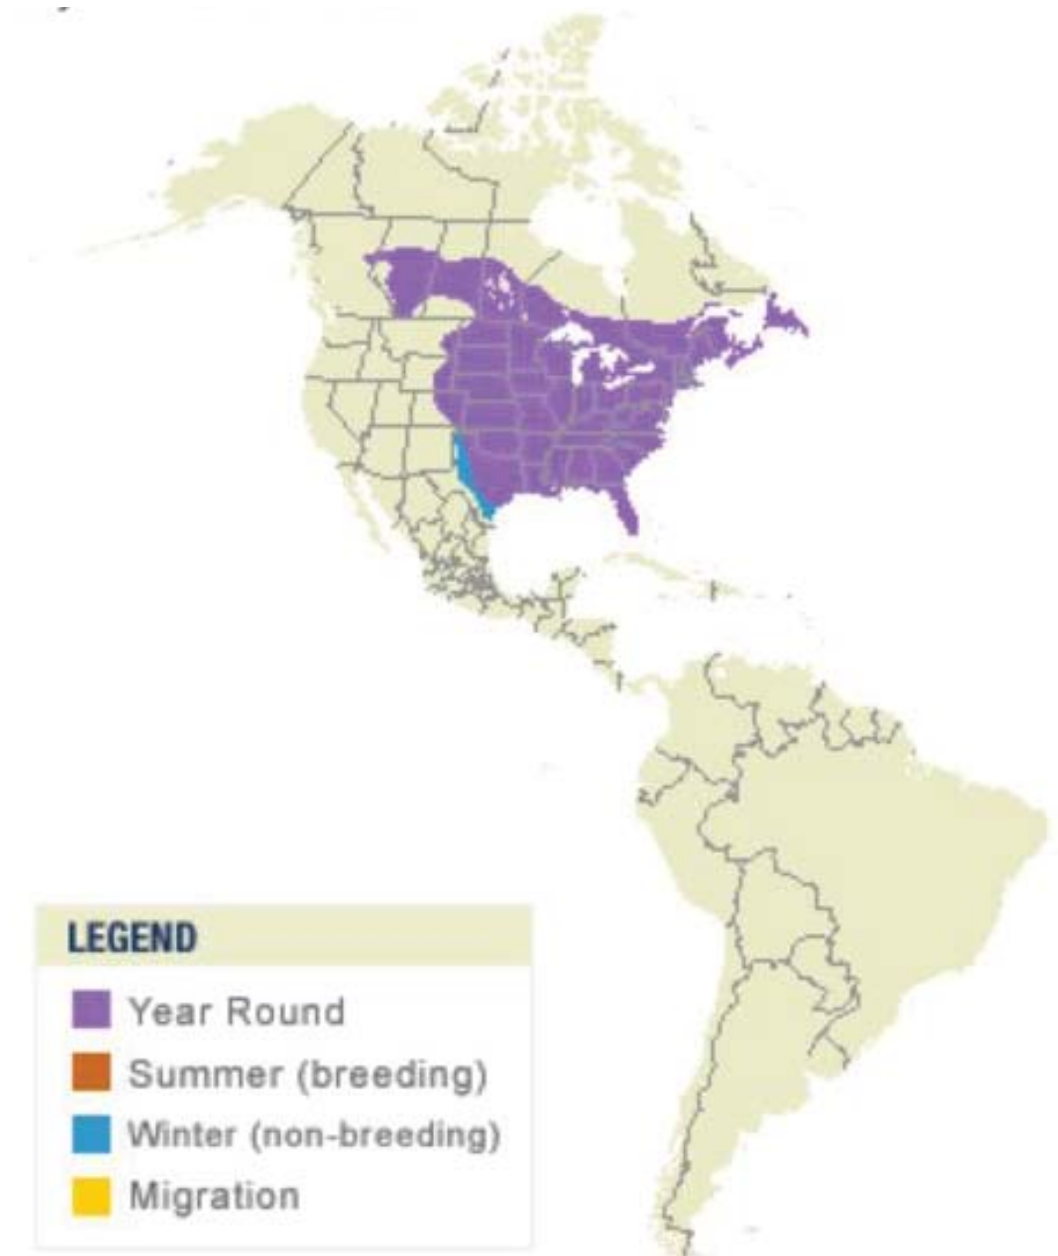 LEGEND
Year Round
Summer (breeding)
Winter (non-breeding)
Migration